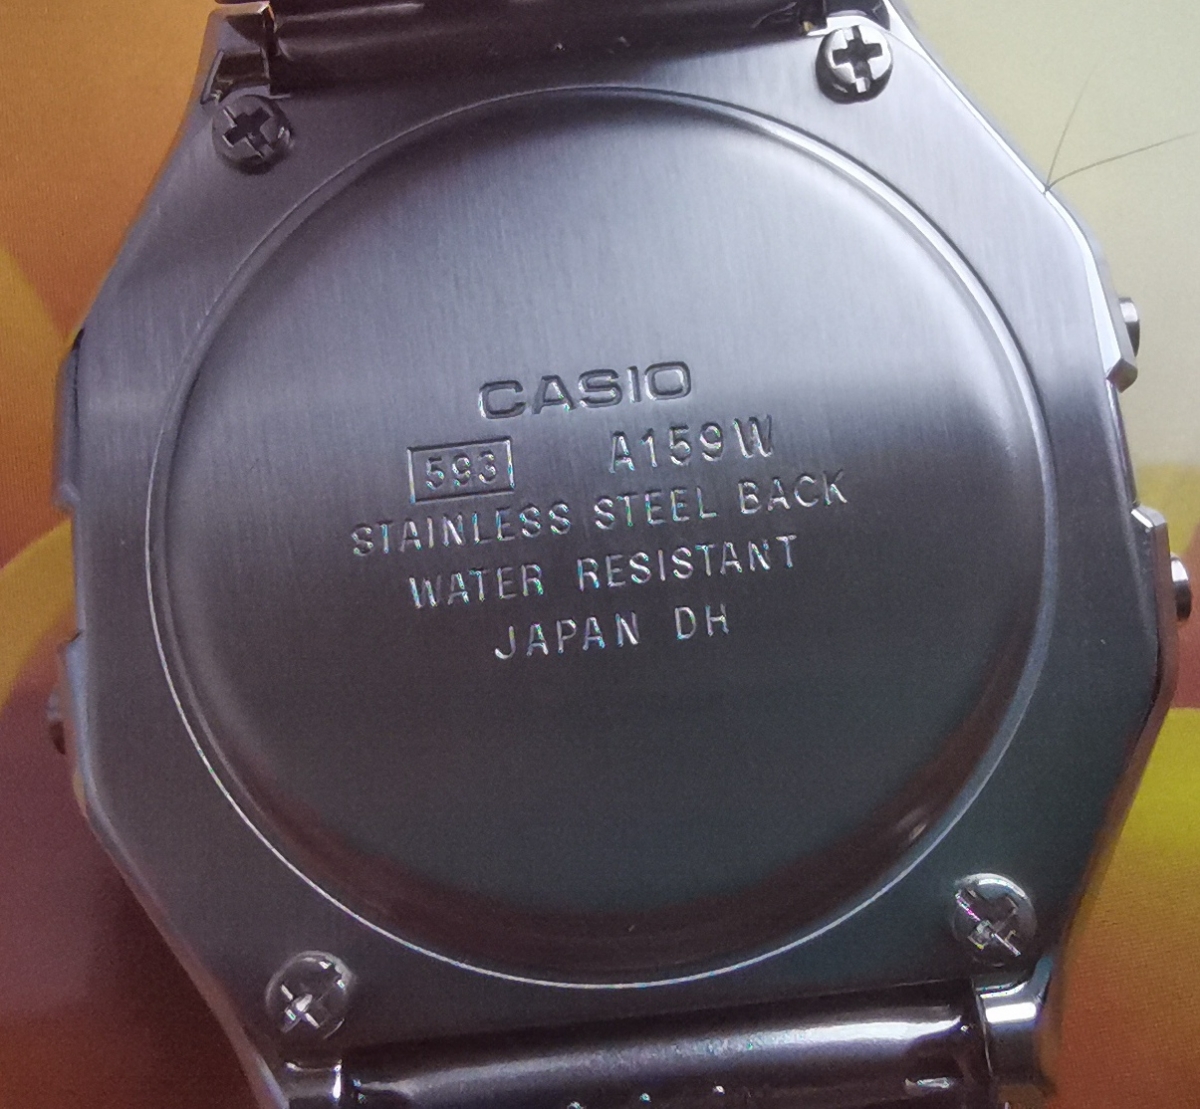 CASIO
593 A159W
STAINLESS STEEL BACK
WATER RESISTANT
JAPAN DH